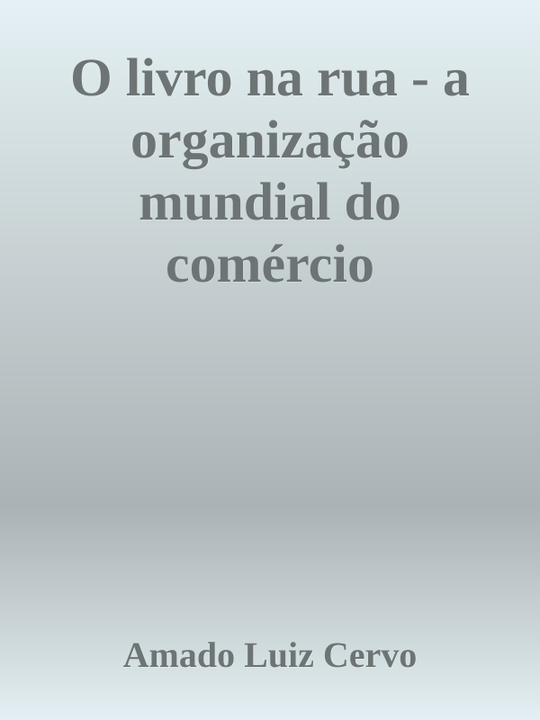 O livro na rua - a
organização
mundial do
comércio
Amado Luiz Cervo